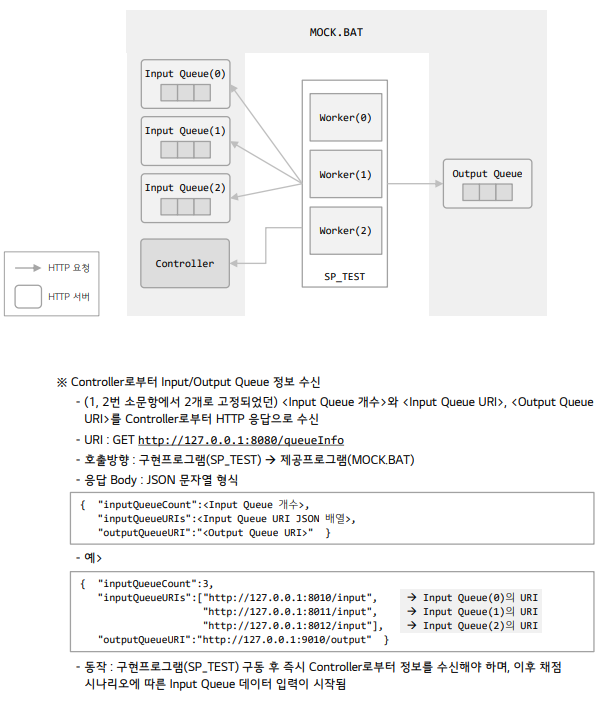 MOCK.BAT
Input Queue(0)
Input Queue(1)
Input Queue(2)
Controller
Worker(0)
Worker(1)
Worker(2)
SP_TEST
Output Queue
HTTP 요청
HTTP 서버
※ Controller로부터 Input/Output Queue 정보 수신
- (1, 2번 소문항에서 2개로 고정되었던) <Input Queue 개수>와 <Input Queue URI>, <Output Queue
URI>를 Controller로부터 HTTP 응답으로 수신
- URI : GET http://127.0.0.1:8080/queueInfo
- 호출방향 : 구현프로그램(SP_TEST) → 제공프로그램(MOCK.BAT)
- 응답 Body : JSON 문자열 형식
{ "inputQueueCount":<Input Queue 개수>,
"inputQueueURIs":<Input Queue URI JSON 배열>,
"outputQueueURI":"<Output Queue URI>" }
- 예>
{ "inputQueueCount":3,
"inputQueueURIs":["http://127.0.0.1:8010/input", → Input Queue(0)의 URI
"http://127.0.0.1:8011/input", → Input Queue(1)의 URI
"http://127.0.0.1:8012/input"], → Input Queue(2)의 URI
"outputQueueURI":"http://127.0.0.1:9010/output" }
- 동작 : 구현프로그램(SP_TEST) 구동 후 즉시 Controller로부터 정보를 수신해야 하며, 이후 채점
시나리오에 따른 Input Queue 데이터 입력이 시작됨